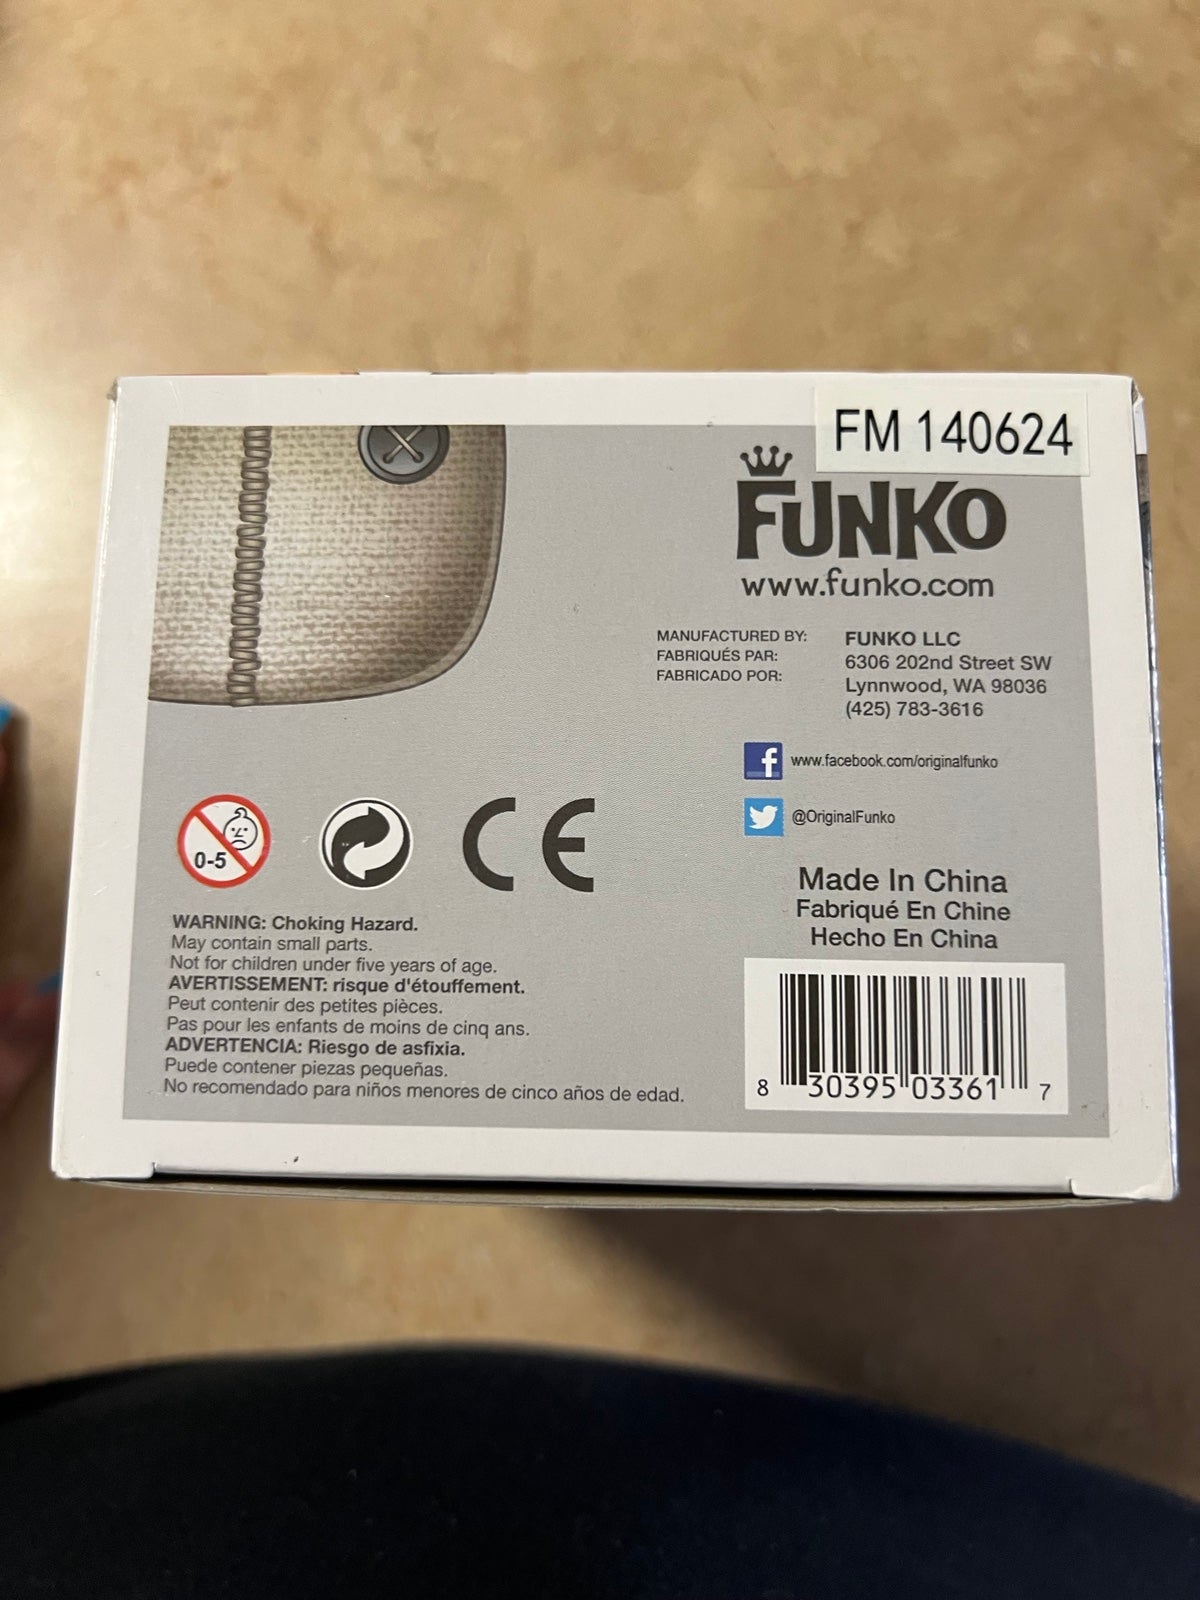 FM 140624
FUNKO
www.funko.com
MANUFACTURED BY:
FABRIQUÉS PAR:
FABRICADO POR:
FUNKO LLC
6306 202nd Street SW
Lynnwood, WA 98036
(425) 783-3616
f www.facebook.com/originalfunko
@OriginalFunko
0-5
CE
WARNING: Choking Hazard.
May contain small parts.
Not for children under five years of age.
AVERTISSEMENT: risque d'étouffement.
Peut contenir des petites pièces.
Pas pour les enfants de moins de cinq ans.
ADVERTENCIA: Riesgo de asfixia.
Puede contener piezas pequeñas.
No recomendado para niños menores de cinco años de edad.
Made In China
Fabriqué En Chine
Hecho En China
8 30395 03361 7